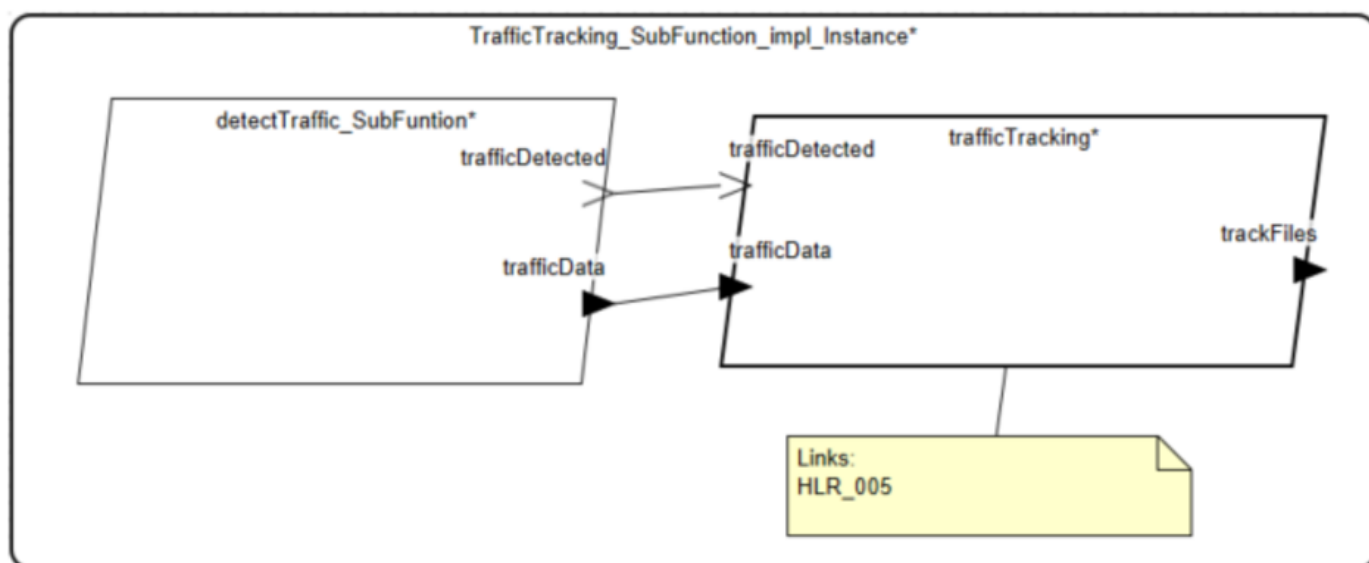 TrafficTracking_SubFunction_impl_Instance*
detectTraffic_SubFuntion*
trafficDetected
trafficData
trafficTracking*
trafficDetected
trafficData
trackFiles
Links:
HLR_005